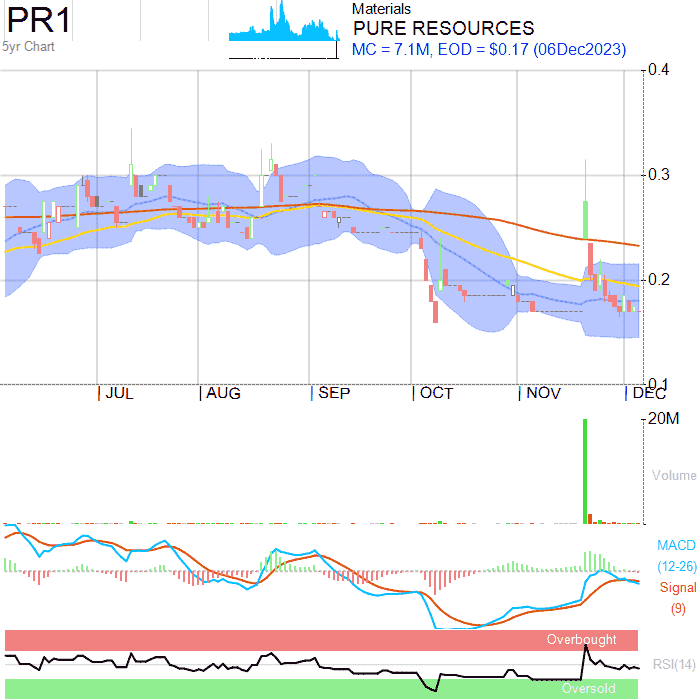 PR1
5yr Chart
Materials
PURE RESOURCES
MC = 7.1M, EOD = $0.17 (06Dec2023)
0.4
0.3
0.2
0.1
JUL AUG SEP OCT NOV DEC
20M
Volume
MACD
(12-26)
Signal
(9)
Overbought
RSI(14)
Oversold